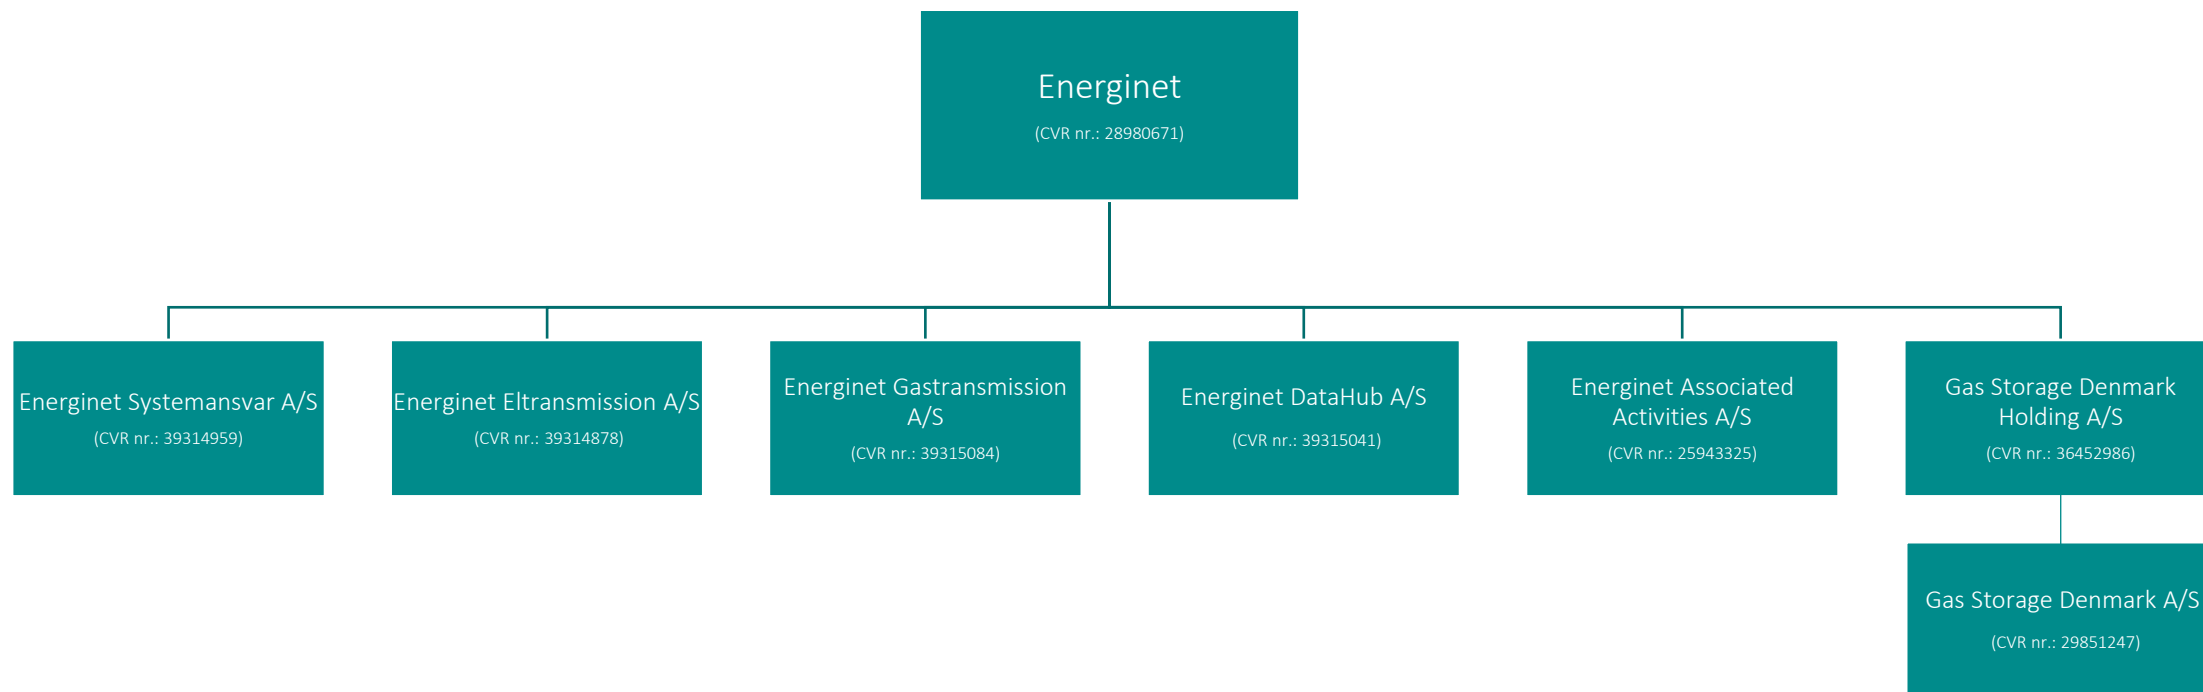 Energinet
(CVR nr.: 28980671)
Energinet Systemansvar A/S
(CVR nr.: 39314959)
Energinet Eltransmission A/S
(CVR nr.: 39314878)
Energinet Gastransmission
A/S
(CVR nr.: 39315084)
Energinet DataHub A/S
(CVR nr.: 39315041)
Energinet Associated
Activities A/S
(CVR nr.: 25943325)
Gas Storage Denmark
Holding A/S
(CVR nr.: 36452986)
Gas Storage Denmark A/S
(CVR nr.: 29851247)